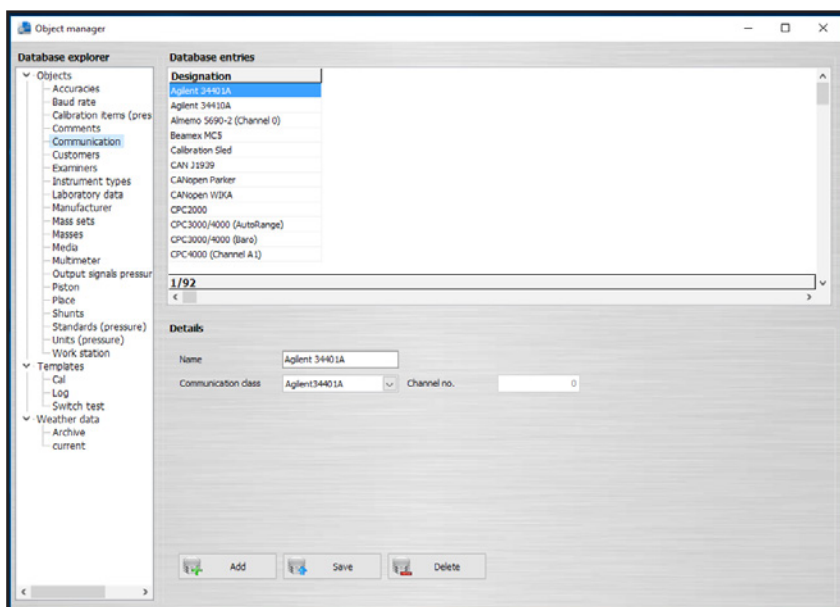 Object manager
Database explorer
Objects
Accuracies
Baud rate
Calibration items (pres
Comments
Communication
Customers
Examiners
Instrument types
Laboratory data
Manufacturer
Mass sets
Masses
Media
Multimeter
Output signals pressur
Piston
Place
Shunts
Standards (pressure)
Units (pressure)
Work station
Templates
Cal
Log
Switch test
Weather data
Archive
current
Database entries
Designation
Agilent 34401A
Agilent 34410A
Almemo 5690-2 (Channel 0)
Beamex MC5
Calibration Sled
CAN J1939
CANopen Parker
CANopen WIKA
CPC2000
CPC3000/4000 (AutoRange)
CPC3000/4000 (Baro)
CPC4000 (Channel A1)
1/92
Details
Name Agilent 34401A
Communication class Agilent34401A Channel no. 0
Add Save Delete